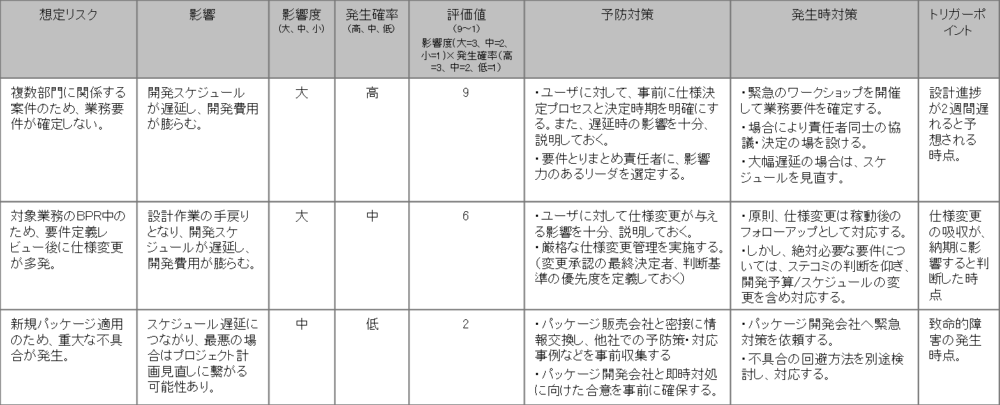 想定リスク
影響
影響度
(大、中、小)
発生確率
(高、中、低)
評価値
(9～1)
影響度(大=3、中=2、
小=1)×発生確率(高
=3、中=2、低=1)
予防対策
発生時対策
トリガーポ
イント
複数部門に関係する
案件のため、業務要
件が確定しない。
開発スケジュール
が遅延し、開発費用
が膨らむ。
大
高
9
・ユーザに対して、事前に仕様決
定プロセスと決定時期を明確にす
る。また、遅延時の影響を十分、
説明しておく。
・要件とりまとめ責任者に、影響
力のあるリーダを選定する。
・緊急のワークショップを開催
して業務要件を確定する。
・場合により責任者同士の協
議・決定の場を設ける。
・大幅遅延の場合は、スケ
ジュールを見直す。
設計進捗
が2週間遅
れると予
想される
時点。
対象業務のBPR中の
ため、要件定義レ
ビュー後に仕様変更
が多発。
設計作業の手戻り
となり、開発スケ
ジュールが遅延し、
開発費用が膨らむ。
大
中
6
・ユーザに対して仕様変更が与え
る影響を十分、説明しておく。
・厳格な仕様変更管理を実施する。
(変更承認の最終決定者、判断基
準の優先度を定義しておく)
・原則、仕様変更は稼動後の
フォローアップとして対応する。
・しかし、絶対必要な要件につ
いては、ステコミの判断を仰ぎ、
開発予算/スケジュールの変
更を含め対応する。
仕様変更
の吸収が、
納期に影
響すると判
断した時
点
新規パッケージ適用
のため、重大な不具
合が発生。
スケジュール遅延に
つながり、最悪の場
合はプロジェクト計
画見直しに繋がる
可能性あり。
中
低
2
・パッケージ販売会社と密接に情
報交換し、他社での予防策・対応
事例などを事前収集する
・パッケージ開発会社と即時対処
に向けた合意を事前に確保する。
・パッケージ開発会社へ緊急
対策を依頼する。
・不具合の回避方法を別途検
討し、対応する。
致命的障
害の発生
時点。